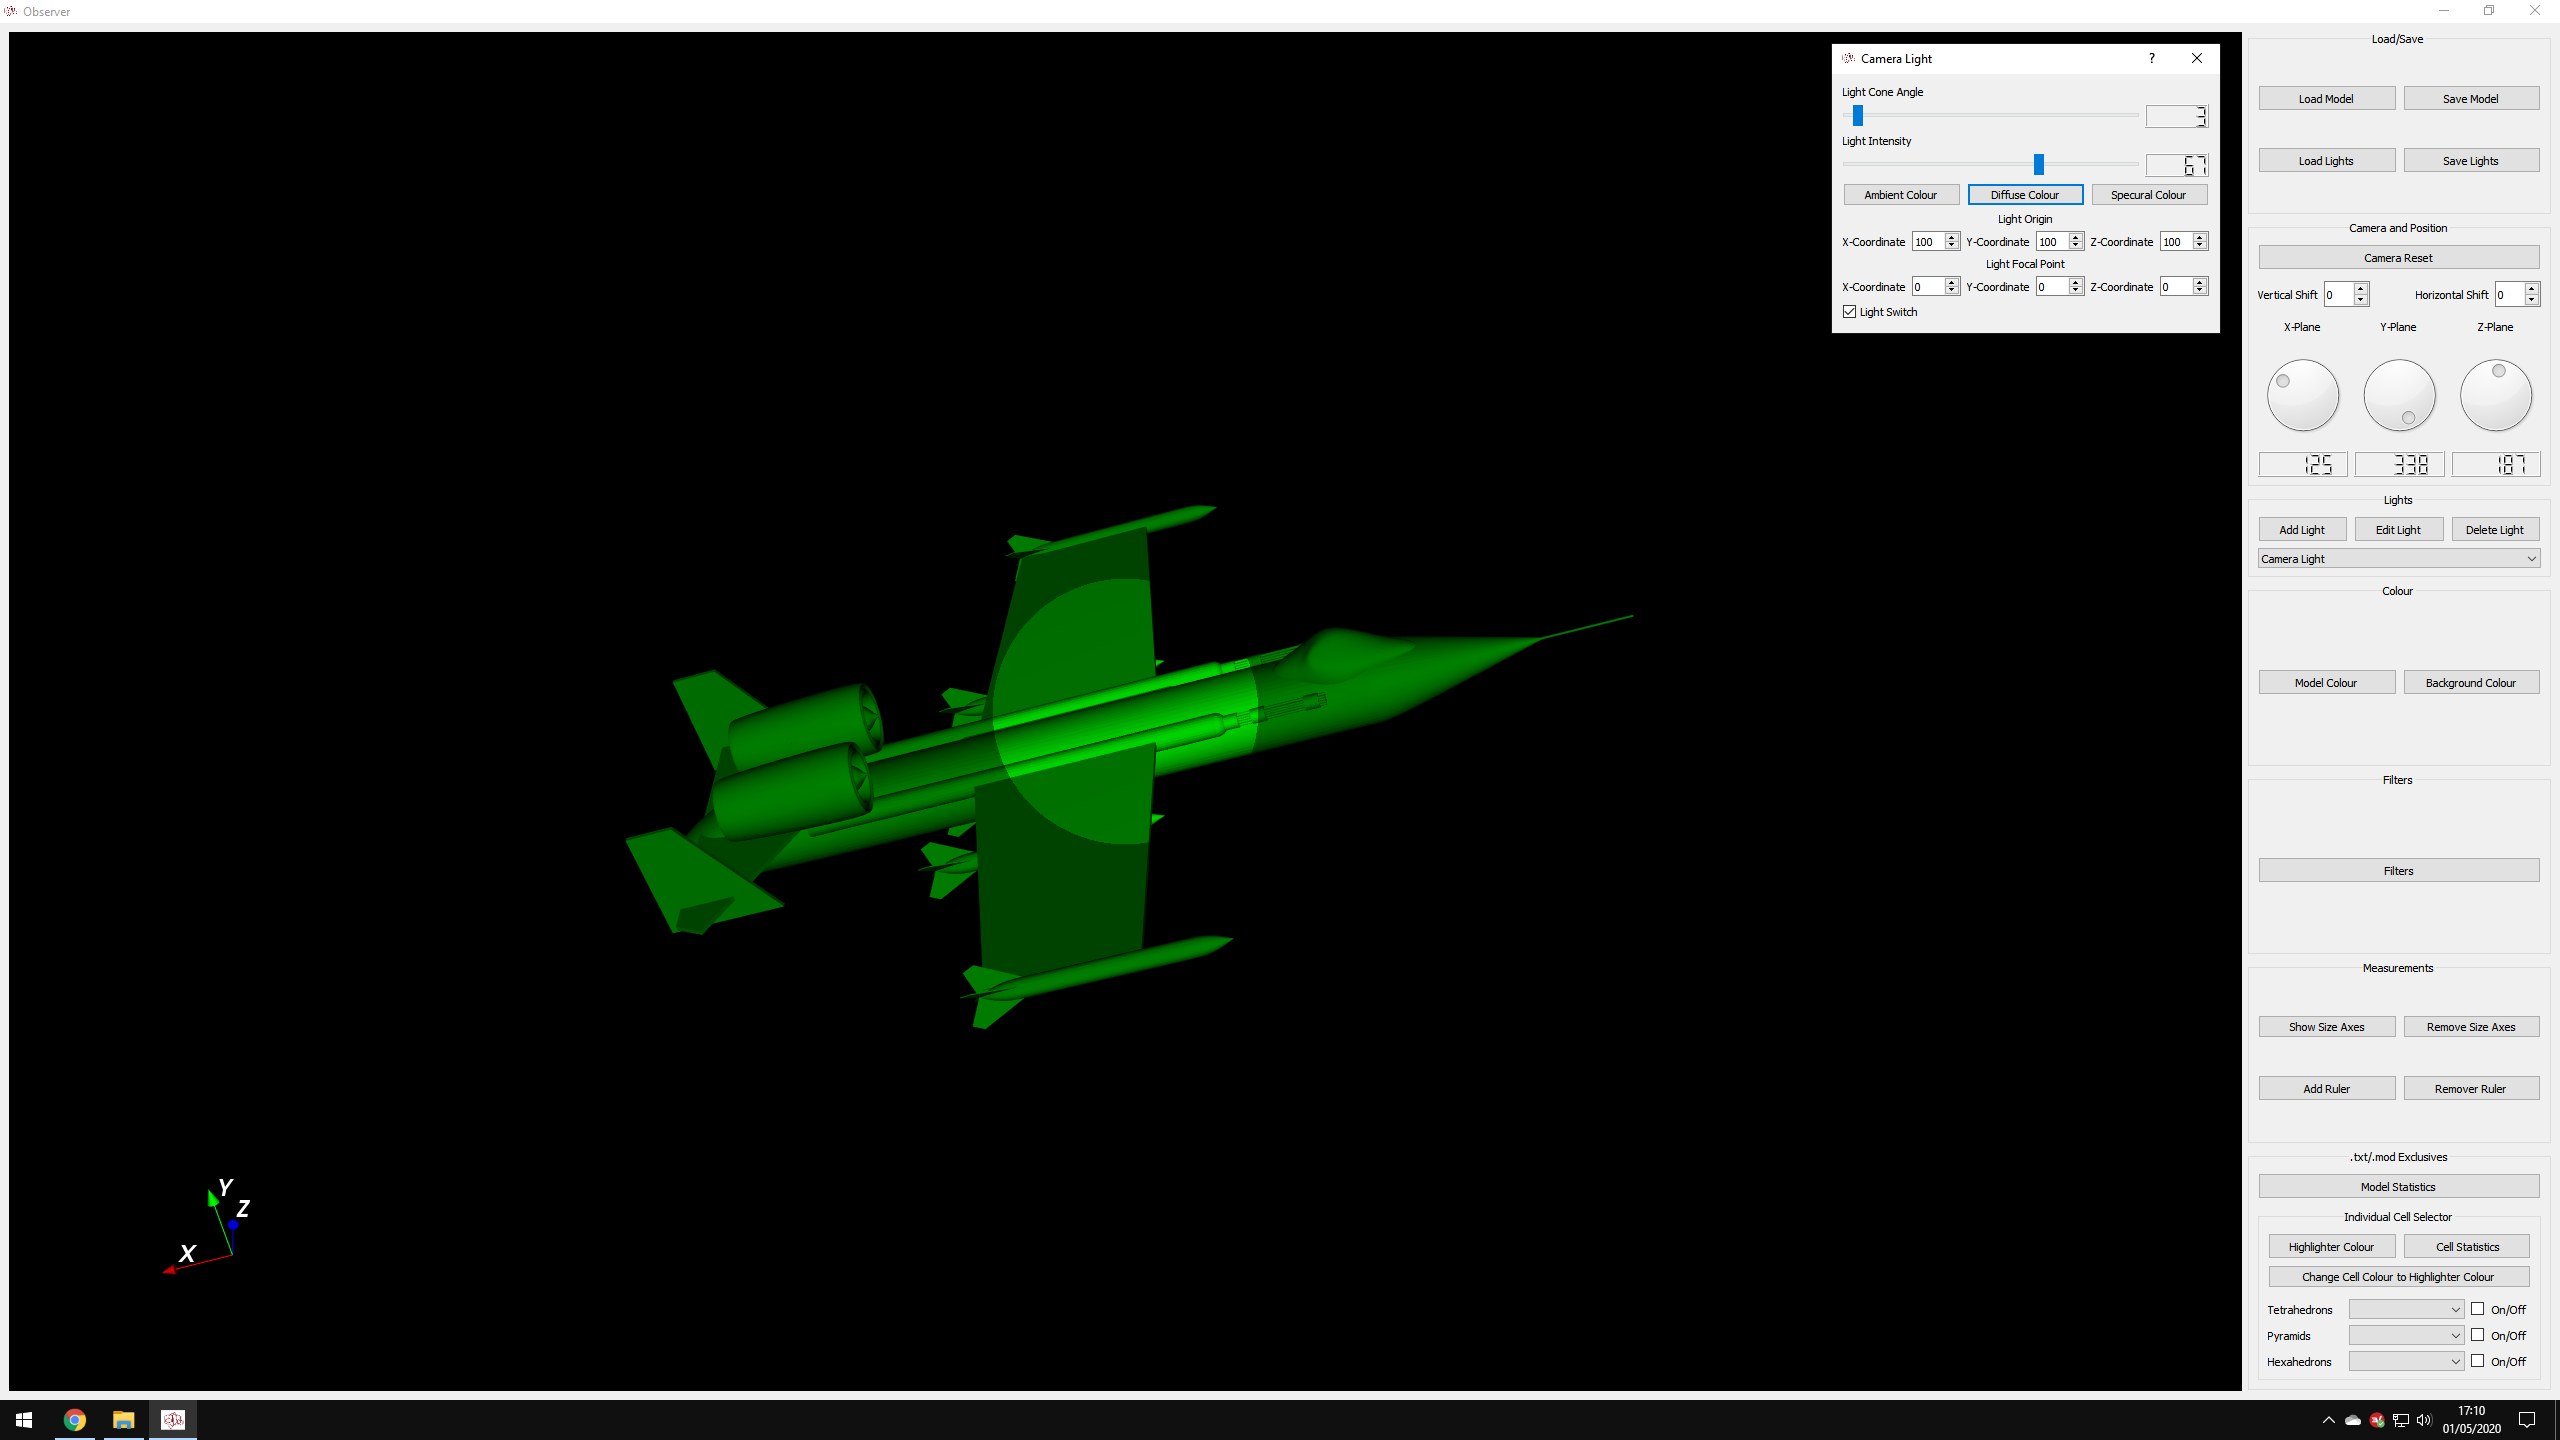 Observer
Camera Light
?
Light Cone Angle
3
Light Intensity
67
Ambient Colour Diffuse Colour Specural Colour
Light Origin
X-Coordinate 100 Y-Coordinate 100 Z-Coordinate 100
Light Focal Point
X-Coordinate 0 Y-Coordinate 0 Z-Coordinate 0
Light Switch
Y
Z
X
Load/Save
Load Model Save Model
Load Lights Save Lights
Camera and Position
Camera Reset
Vertical Shift 0 Horizontal Shift 0
X-Plane Y-Plane Z-Plane
125 338 187
Lights
Add Light Edit Light Delete Light
Camera Light
Colour
Model Colour Background Colour
Filters
Filters
Measurements
Show Size Axes Remove Size Axes
Add Ruler Remover Ruler
.txt/.mod Exclusives
Model Statistics
Individual Cell Selector
Highlighter Colour Cell Statistics
Change Cell Colour to Highlighter Colour
Tetrahedrons On/Off
Pyramids On/Off
Hexahedrons On/Off
17:10
01/05/2020